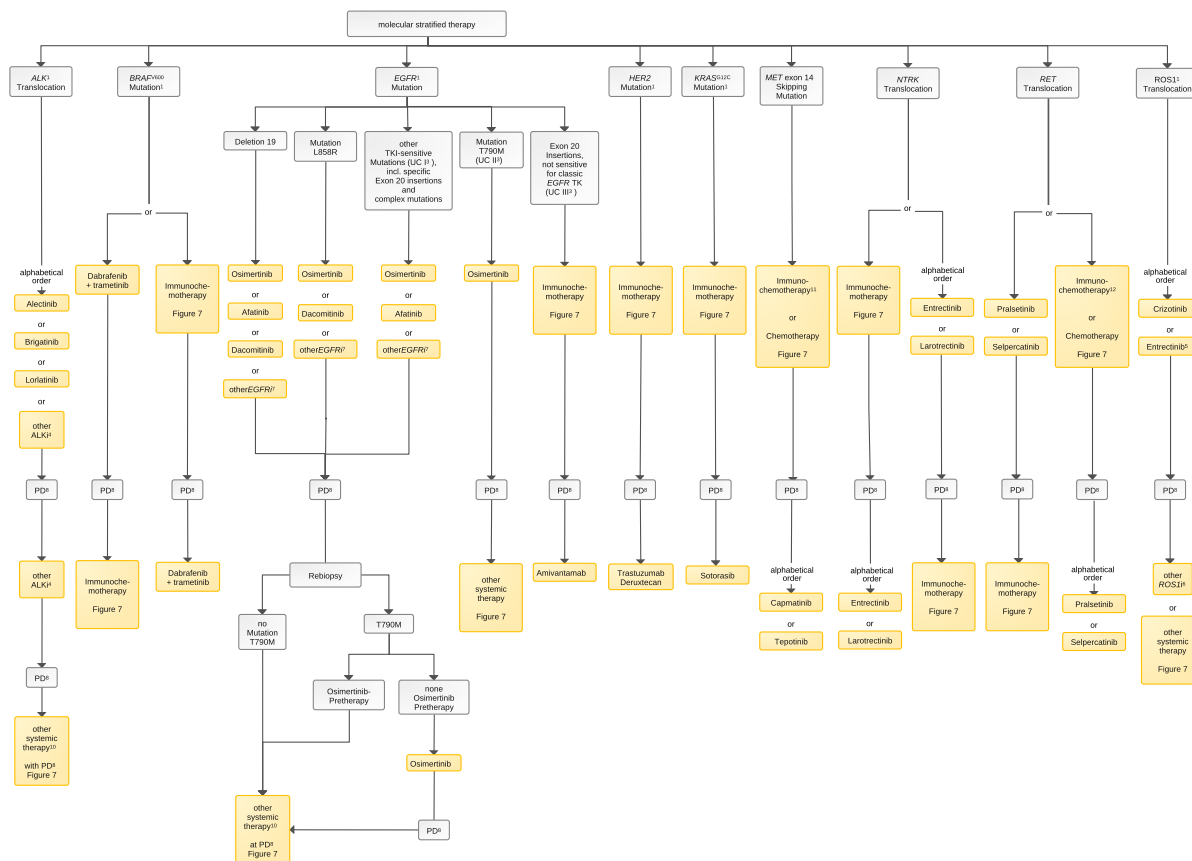 molecular stratified therapy
ALK¹
Translocation
BRAFⱽ⁶⁰⁰
Mutation¹
EGFR¹
Mutation
HER2
Mutation¹
KRASᴳ¹²ᶜ
Mutation¹
MET exon 14
Skipping
Mutation
NTRK
Translocation
RET
Translocation
ROS1¹
Translocation
Deletion 19
Mutation
L858R
other
TKI-sensitive
Mutations (UC I³ ),
incl. specific
Exon 20 insertions
and
complex mutations
Mutation
T790M
(UC II³)
Exon 20
Insertions,
not sensitive
for classic
EGFR TK
(UC III³ )
or
or
or
alphabetical
order
Alectinib
or
Brigatinib
or
Lorlatinib
or
other
ALKi⁴
PD⁸
other
ALKi⁴
PD⁸
other
systemic
therapy¹⁰
with PD⁸
Figure 7
Dabrafenib
+ trametinib
PD⁸
Immunoche-
motherapy
Figure 7
Immunoche-
motherapy
Figure 7
PD⁸
Dabrafenib
+ trametinib
Osimertinib
or
Afatinib
or
Dacomitinib
or
otherEGFRi⁷
Osimertinib
or
Dacomitinib
or
otherEGFRi⁷
Osimertinib
or
Afatinib
or
otherEGFRi⁷
PD⁸
Rebiopsy
no
Mutation
T790M
T790M
Osimertinib-
Pretherapy
none
Osimertinib
Pretherapy
Osimertinib
PD⁸
other
systemic
therapy¹⁰
at PD⁸
Figure 7
Osimertinib
PD⁸
other
systemic
therapy
Figure 7
Immunoche-
motherapy
Figure 7
PD⁸
Amivantamab
Immunoche-
motherapy
Figure 7
PD⁸
Trastuzumab
Deruxtecan
Immunoche-
motherapy
Figure 7
PD⁸
Sotorasib
Immuno-
chemotherapy¹¹
or
Chemotherapy
Figure 7
PD⁸
alphabetical
order
Capmatinib
or
Tepotinib
Immunoche-
motherapy
Figure 7
PD⁸
alphabetical
order
Entrectinib
or
Larotrectinib
alphabetical
order
Entrectinib
or
Larotrectinib
PD⁸
Immunoche-
motherapy
Figure 7
Pralsetinib
or
Selpercatinib
PD⁸
Immunoche-
motherapy
Figure 7
Immuno-
chemotherapy¹²
or
Chemotherapy
Figure 7
PD⁸
alphabetical
order
Pralsetinib
or
Selpercatinib
alphabetical
order
Crizotinib
or
Entrectinib⁵
PD⁸
other
ROS1i⁶
or
other
systemic
therapy
Figure 7